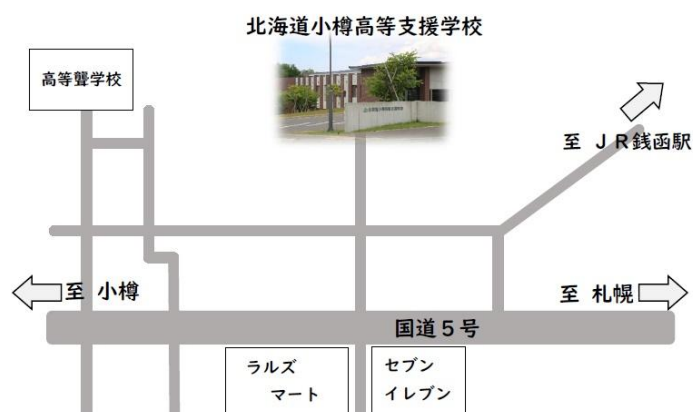 北海道小樽高等支援学校
高等聾学校
至 ＪＲ銭函駅
至 小樽
至 札幌
国道５号
ラルズ
マート
セブン
イレブン